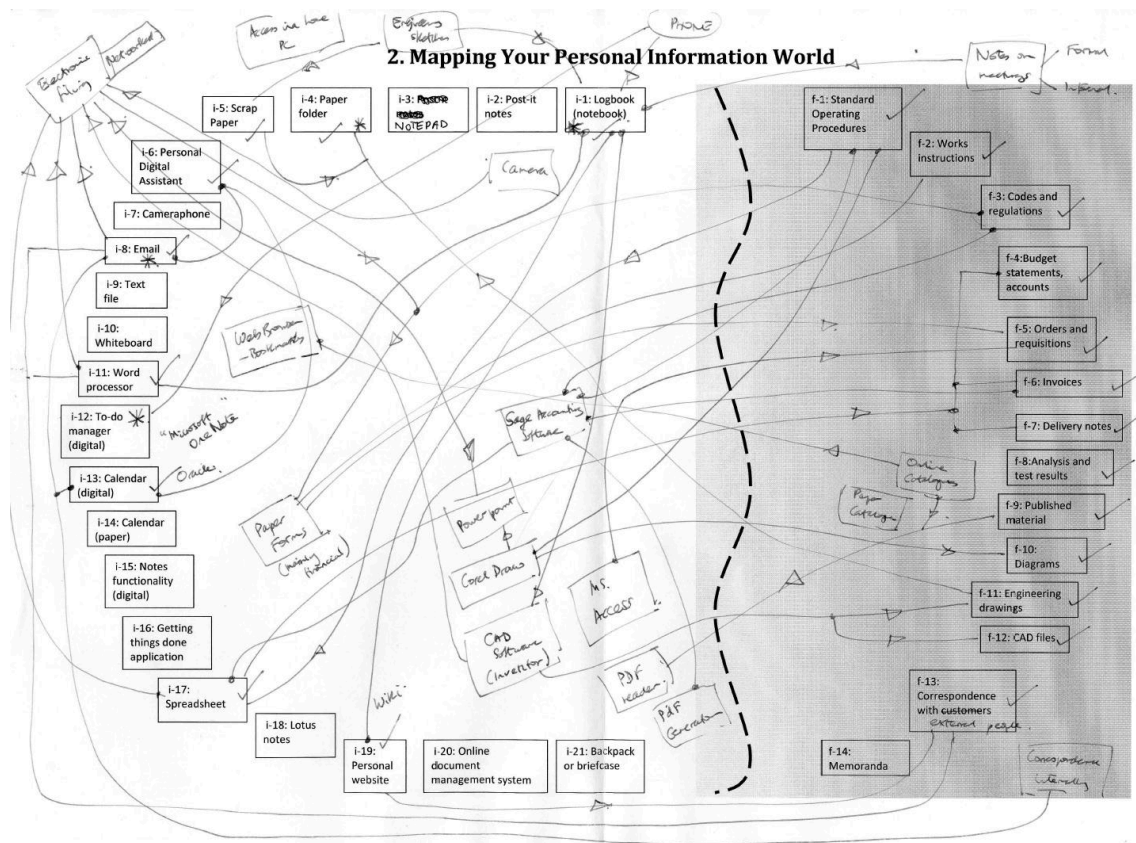 Access in Lone
PC
Engineers
sketches
PHONE
Networked.
Electronic
filing
2. Mapping Your Personal Information World
Notes on
meetings
Formal
Informal.
i-5: Scrap
Paper
i-4: Paper
folder
i-3:
NOTEPAD
i-2: Post-it
notes
i-1: Logbook
(notebook)
f-1: Standard
Operating
Procedures
f-2: Works
instructions
i-6: Personal
Digital
Assistant
Camera
f-3: Codes and
regulations
i-7: Cameraphone
i-8: Email
f-4:Budget
statements,
accounts
i-9: Text
file
i-10:
Whiteboard
Web Browser
- Bookmarks
f-5: Orders and
requisitions
i-11: Word
processor
f-6: Invoices
i-12: To-do
manager
(digital)
"Microsoft
One Note"
Sage Accounting
Software
f-7: Delivery notes
i-13: Calendar
(digital)
Oracle.
Online
Catalogues
f-8:Analysis and
test results
i-14: Calendar
(paper)
Paper
Forms
(mainly
financial)
Powerpoint
Paper
Catalogue
f-9: Published
material
i-15: Notes
functionality
(digital)
Corel Draw
MS.
Access
f-10:
Diagrams
i-16: Getting
things done
application
CAD
Software
(inventor)
f-11: Engineering
drawings
f-12: CAD files
i-17:
Spreadsheet
Wiki.
PDF
reader.
PdF
Generator
f-13:
Correspondence
with customers
external people.
i-18: Lotus
notes
i-19:
Personal
website
i-20: Online
document
management system
i-21: Backpack
or briefcase
f-14:
Memoranda
Correspondence
internally